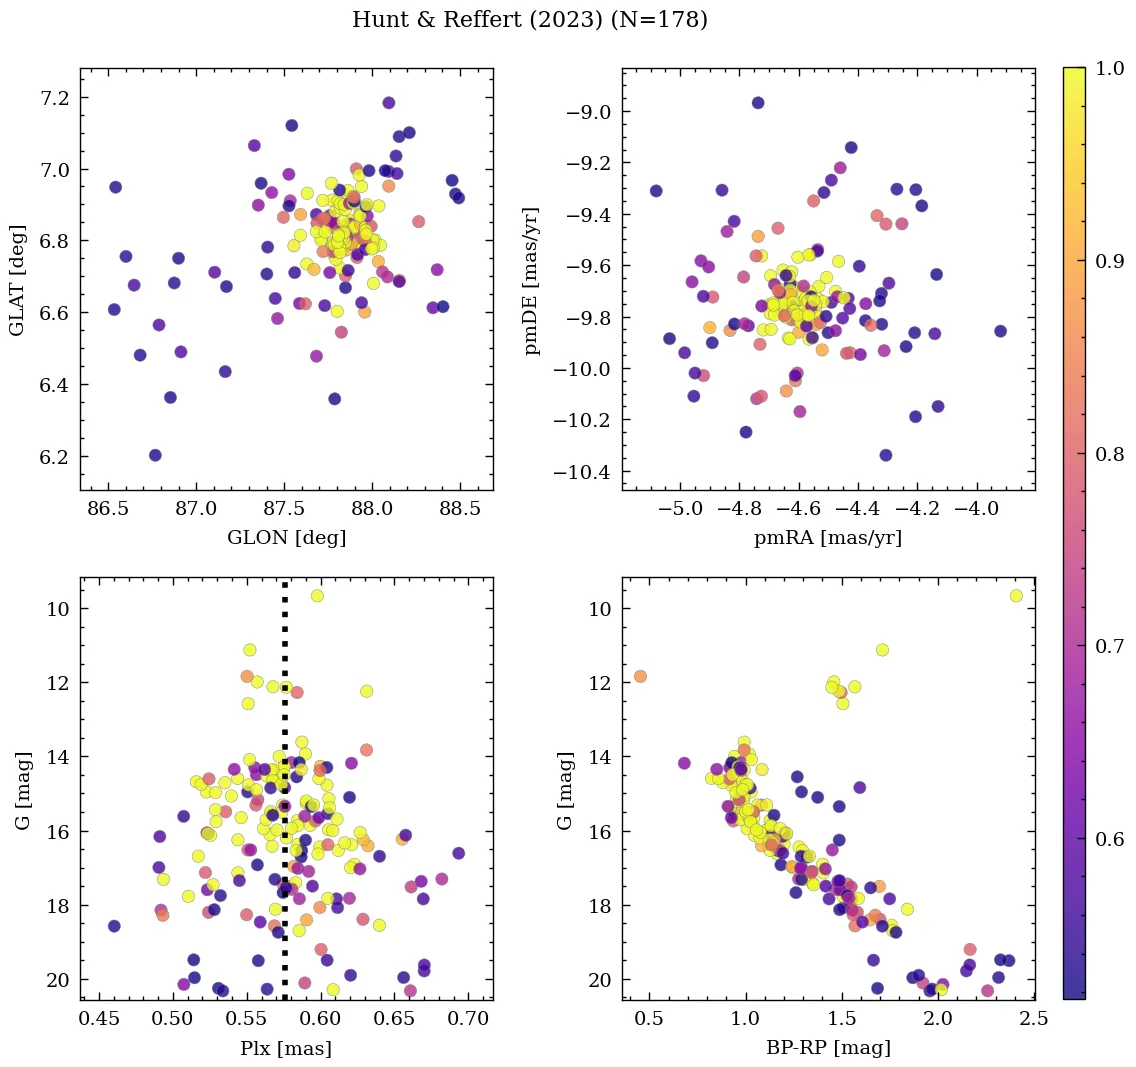 Hunt & Reffert (2023) (N=178)
7.2
7.0
6.8
6.6
6.4
6.2
GLAT [deg]
86.5 87.0 87.5 88.0 88.5
GLON [deg]
−9.0
−9.2
−9.4
−9.6
−9.8
−10.0
−10.2
−10.4
pmDE [mas/yr]
−5.0 −4.8 −4.6 −4.4 −4.2 −4.0
pmRA [mas/yr]
10
12
14
16
18
20
G [mag]
0.45 0.50 0.55 0.60 0.65 0.70
Plx [mas]
10
12
14
16
18
20
G [mag]
0.5 1.0 1.5 2.0 2.5
BP-RP [mag]
1.0
0.9
0.8
0.7
0.6